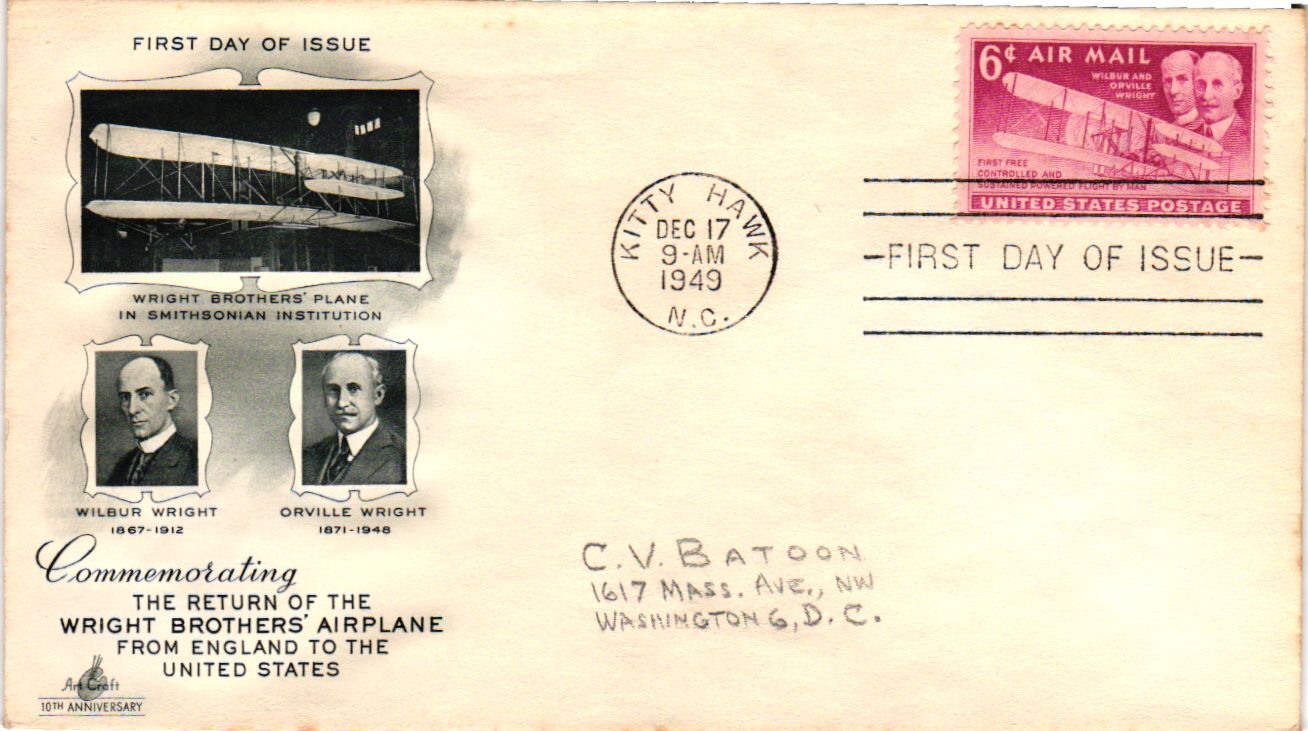 FIRST DAY OF ISSUE
WRIGHT BROTHERS' PLANE
IN SMITHSONIAN INSTITUTION
WILBUR WRIGHT
1867-1912
ORVILLE WRIGHT
1871-1948
Commemorating
THE RETURN OF THE
WRIGHT BROTHERS' AIRPLANE
FROM ENGLAND TO THE
UNITED STATES
Art Craft
10TH ANNIVERSARY
KITTY HAWK
DEC 17
9-AM
1949
N.C.
6¢ AIR MAIL
WILBUR AND
ORVILLE
WRIGHT
FIRST FREE
CONTROLLED AND
SUSTAINED POWERED FLIGHT BY MAN
UNITED STATES POSTAGE
-FIRST DAY OF ISSUE-
C. V. BATOON
1617 MASS. AVE., NW
WASHINGTON 6, D. C.